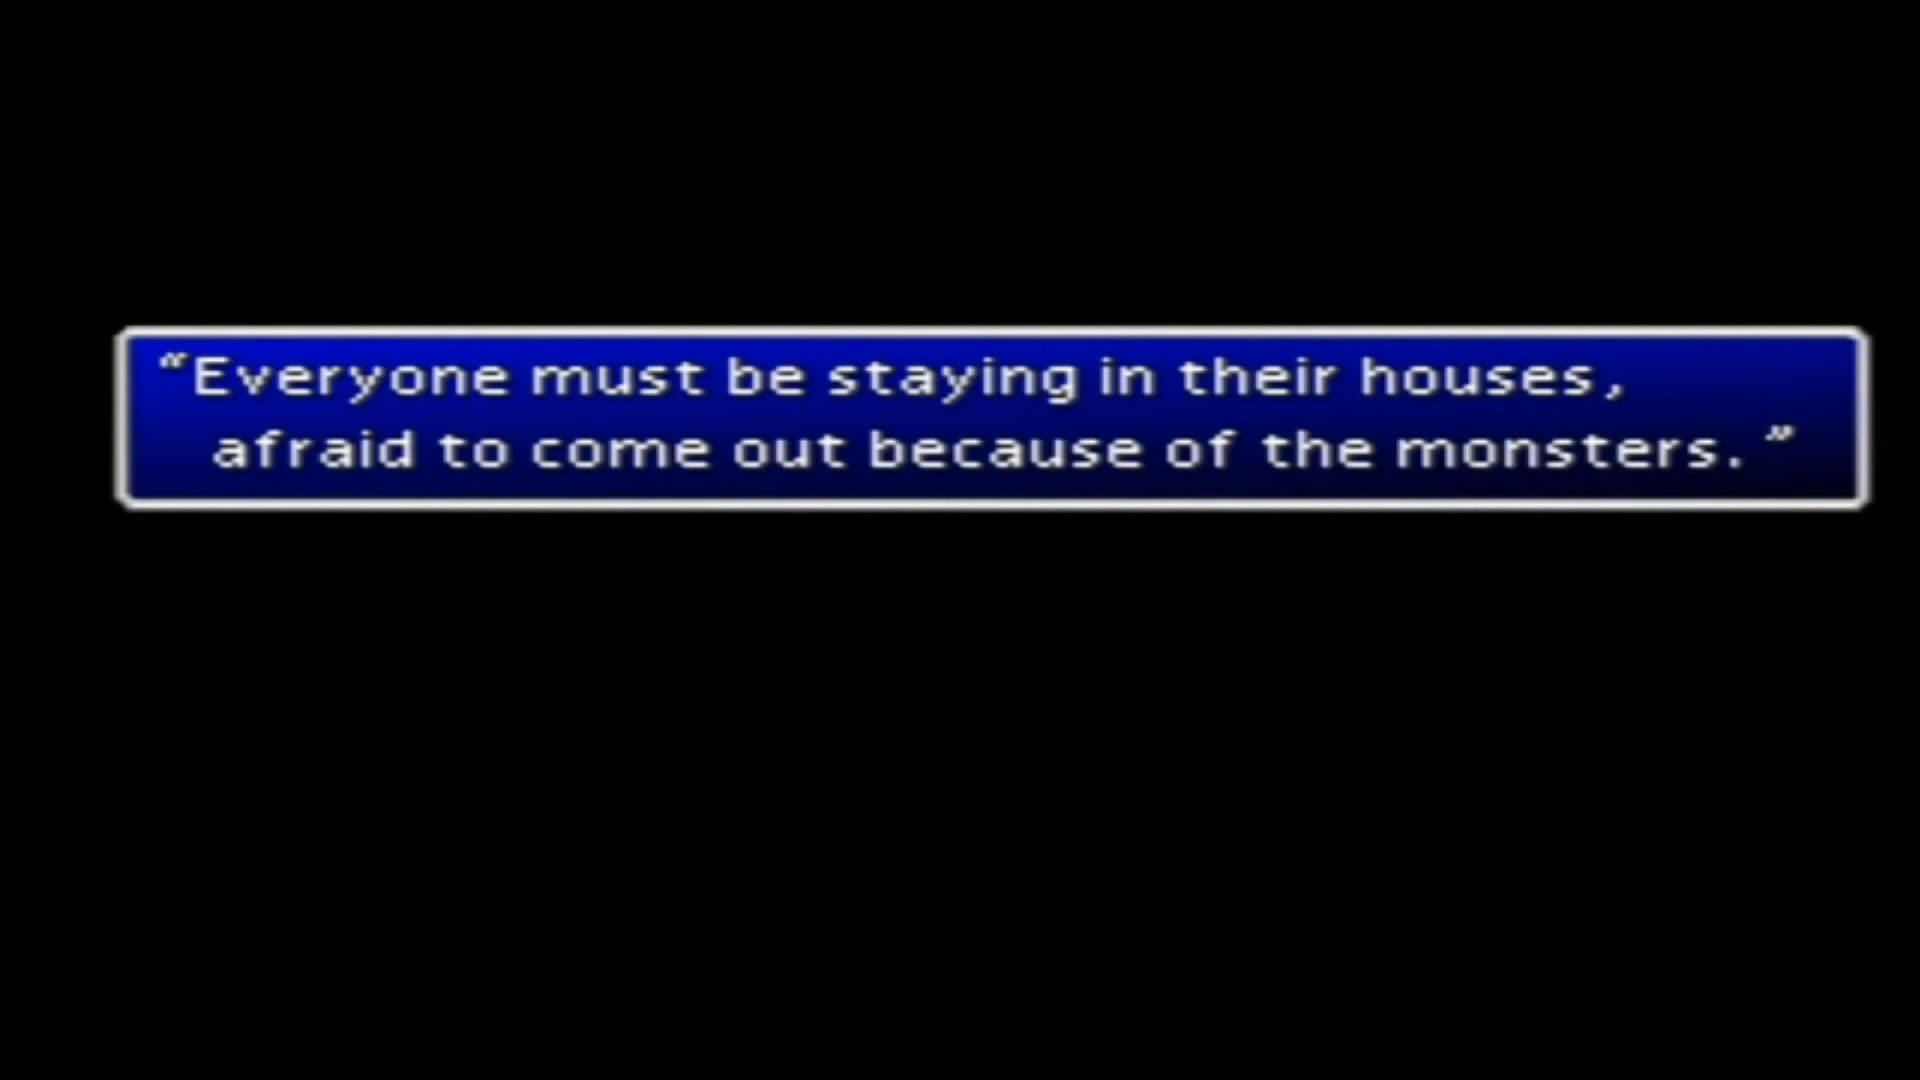 “Everyone must be staying in their houses,
afraid to come out because of the monsters.”